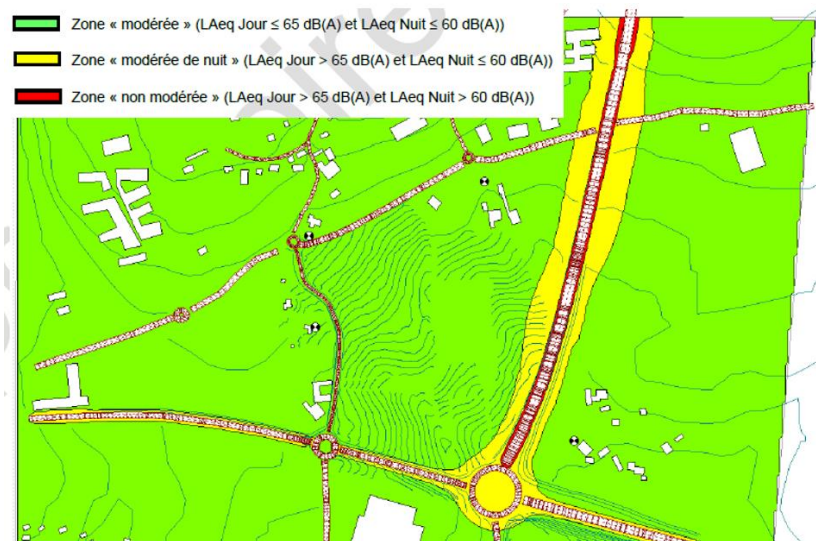 Zone « modérée » (LAeq Jour ≤ 65 dB(A) et LAeq Nuit ≤ 60 dB(A))
Zone « modérée de nuit » (LAeq Jour > 65 dB(A) et LAeq Nuit ≤ 60 dB(A))
Zone « non modérée » (LAeq Jour > 65 dB(A) et LAeq Nuit > 60 dB(A))